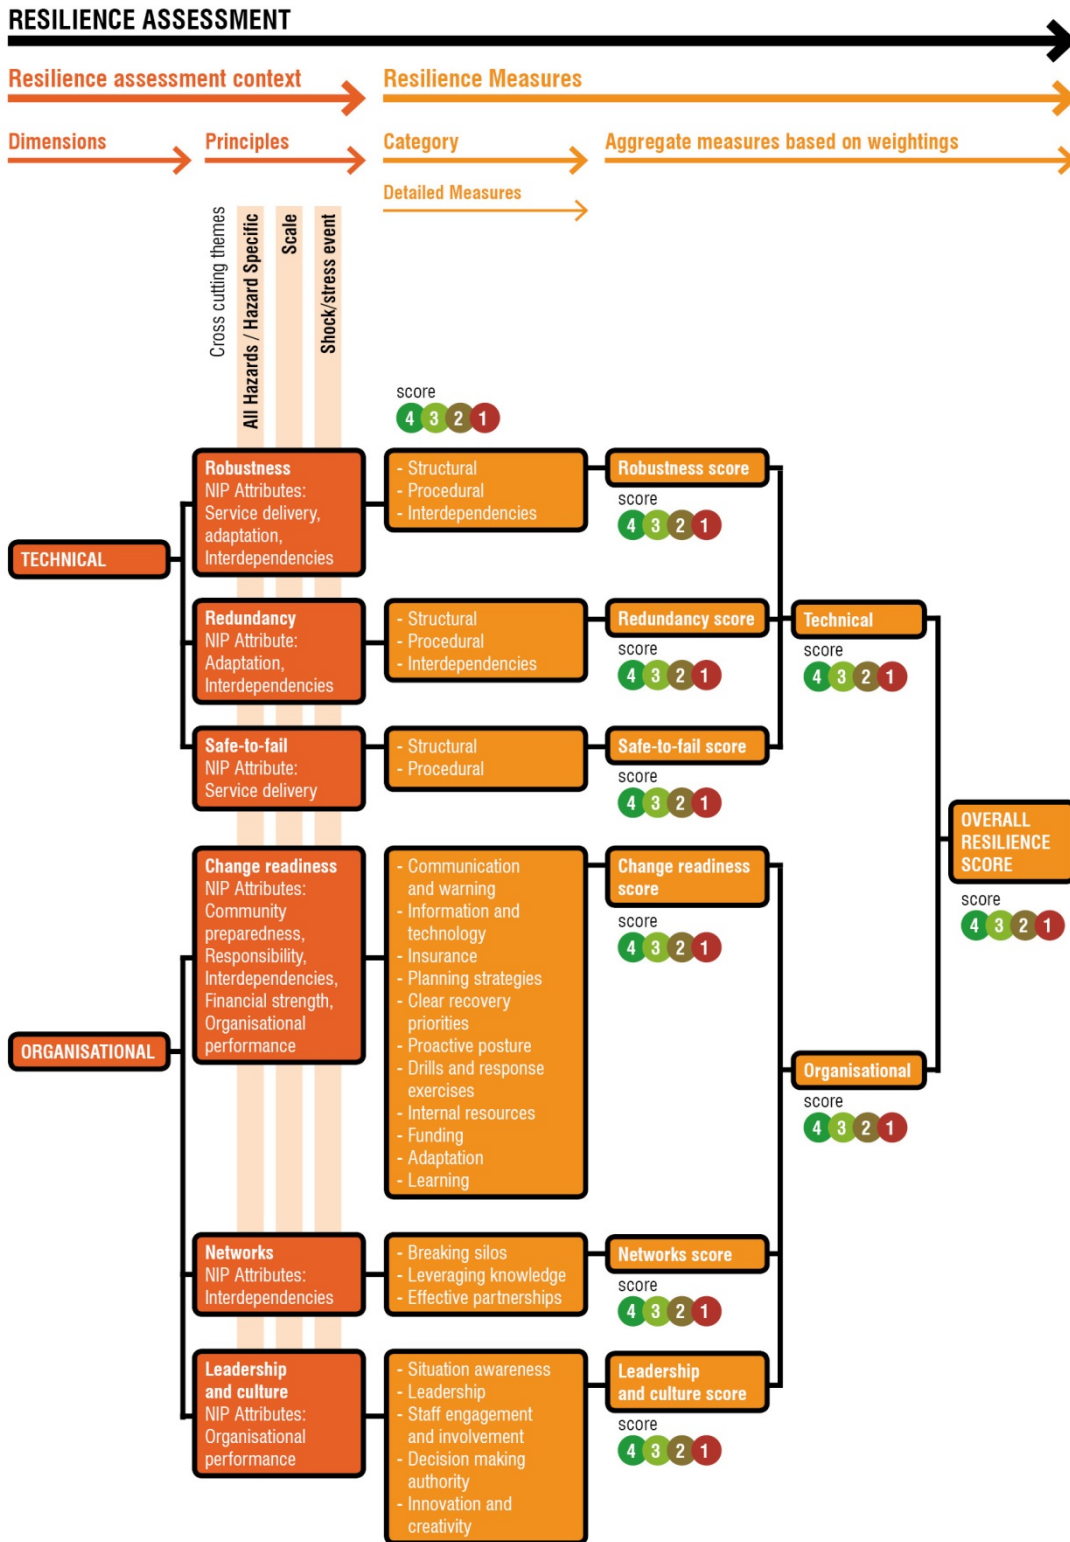 RESILIENCE ASSESSMENT
Resilience assessment context
Resilience Measures
Dimensions
Principles
Category
Aggregate measures based on weightings
Detailed Measures
Cross cutting themes
All Hazards / Hazard Specific
Scale
Shock/stress event
score
4 3 2 1
TECHNICAL
Robustness
NIP Attributes:
Service delivery,
adaptation,
Interdependencies
- Structural
- Procedural
- Interdependencies
Robustness score
score
4 3 2 1
Redundancy
NIP Attribute:
Adaptation,
Interdependencies
- Structural
- Procedural
- Interdependencies
Redundancy score
score
4 3 2 1
Technical
score
4 3 2 1
Safe-to-fail
NIP Attribute:
Service delivery
- Structural
- Procedural
Safe-to-fail score
score
4 3 2 1
OVERALL
RESILIENCE
SCORE
score
4 3 2 1
ORGANISATIONAL
Change readiness
NIP Attributes:
Community
preparedness,
Responsibility,
Interdependencies,
Financial strength,
Organisational
performance
- Communication
and warning
- Information and
technology
- Insurance
- Planning strategies
- Clear recovery
priorities
- Proactive posture
- Drills and response
exercises
- Internal resources
- Funding
- Adaptation
- Learning
Change readiness
score
score
4 3 2 1
Organisational
score
4 3 2 1
Networks
NIP Attributes:
Interdependencies
- Breaking silos
- Leveraging knowledge
- Effective partnerships
Networks score
score
4 3 2 1
Leadership
and culture
NIP Attributes:
Organisational
performance
- Situation awareness
- Leadership
- Staff engagement
and involvement
- Decision making
authority
- Innovation and
creativity
Leadership
and culture score
score
4 3 2 1